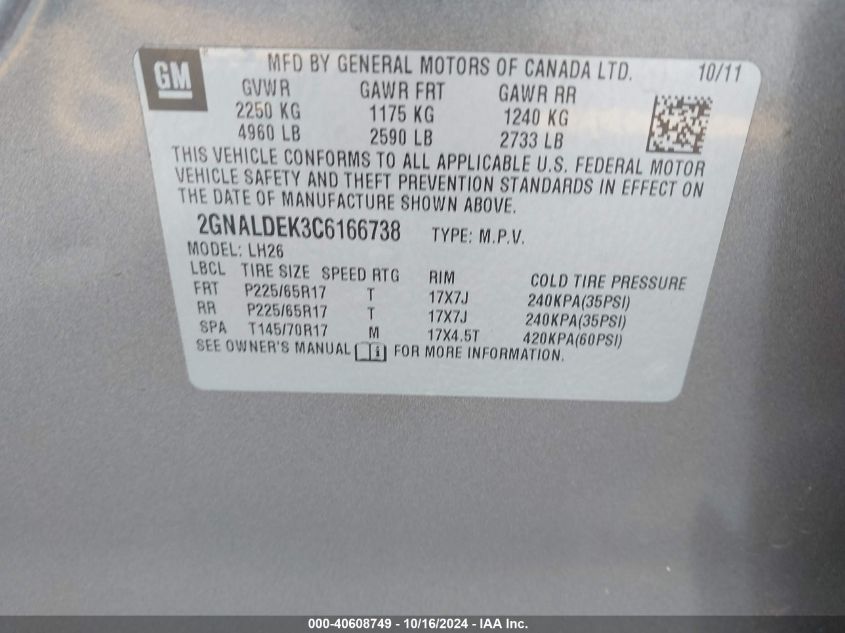 GM
MFD BY GENERAL MOTORS OF CANADA LTD. 10/11
GVWR GAWR FRT GAWR RR
2250 KG 1175 KG 1240 KG
4960 LB 2590 LB 2733 LB
THIS VEHICLE CONFORMS TO ALL APPLICABLE U.S. FEDERAL MOTOR
VEHICLE SAFETY AND THEFT PREVENTION STANDARDS IN EFFECT ON
THE DATE OF MANUFACTURE SHOWN ABOVE.
2GNALDEK3C6166738 TYPE: M.P.V.
MODEL: LH26
LBCL TIRE SIZE SPEED RTG RIM COLD TIRE PRESSURE
FRT P225/65R17 T 17X7J 240KPA(35PSI)
RR P225/65R17 T 17X7J 240KPA(35PSI)
SPA T145/70R17 M 17X4.5T 420KPA(60PSI)
SEE OWNER'S MANUAL FOR MORE INFORMATION.
000-40608749 - 10/16/2024 - IAA Inc.